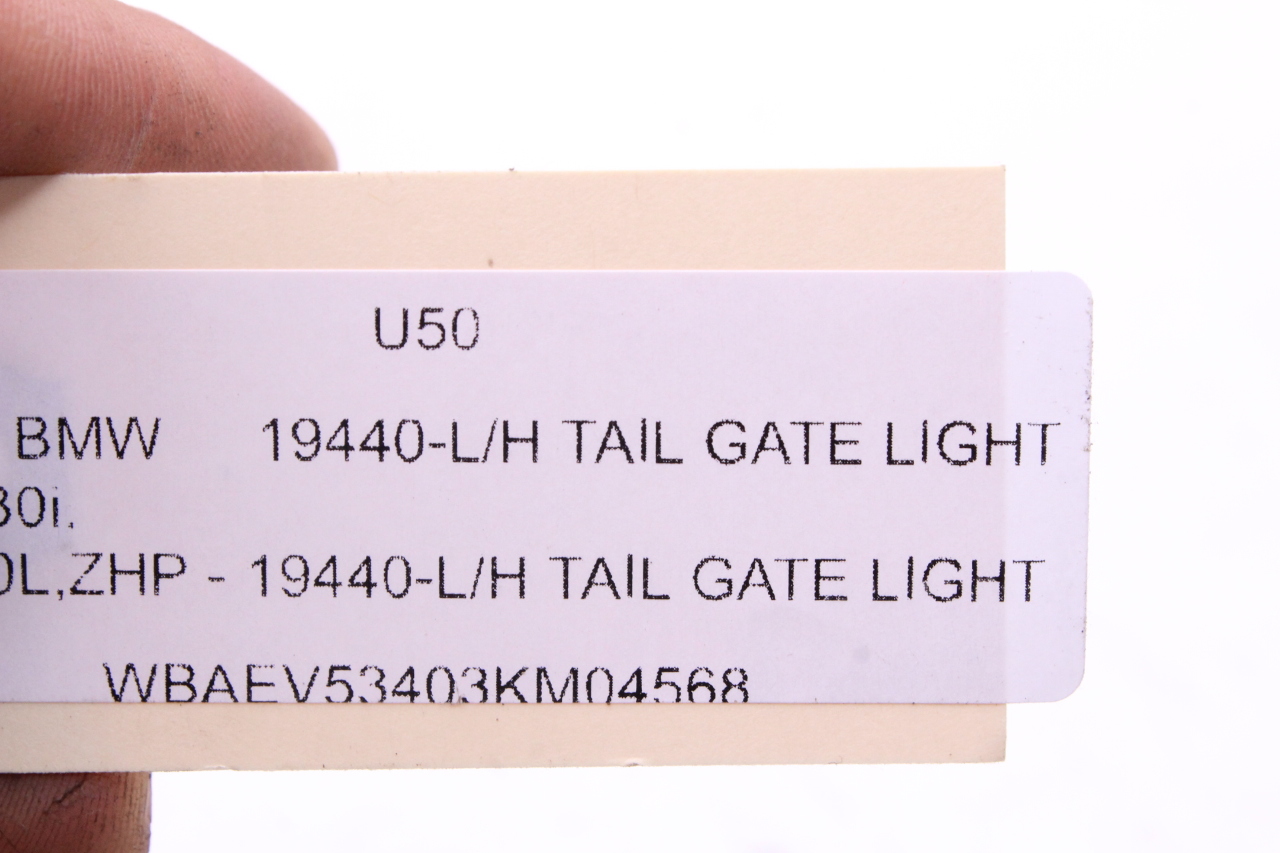 U50
BMW 19440-L/H TAIL GATE LIGHT
30i.
0L,ZHP - 19440-L/H TAIL GATE LIGHT
WBAEV53403KM04568